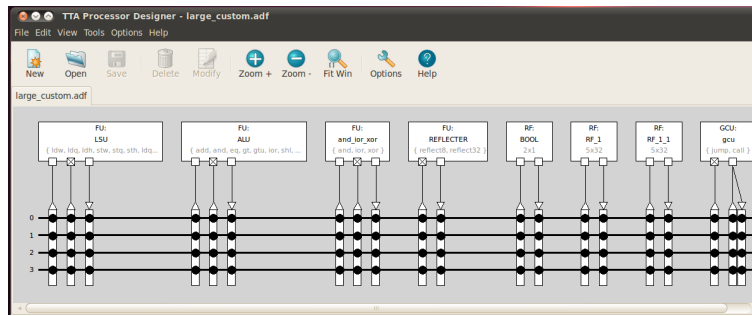 TTA Processor Designer - large_custom.adf
File Edit View Tools Options Help
New Open Save Delete Modify Zoom + Zoom - Fit Win Options Help
large_custom.adf
FU: FU: FU: FU: RF: RF: RF: GCU:
LSU ALU and_ior_xor REFLECTER BOOL RF_1 RF_1_1 gcu
{ ldw, ldq, ldh, stw, stq, sth, ldq... { add, and, eq, gt, gtu, ior, shl, ... { and, ior, xor } { reflect8, reflect32 } 2x1 5x32 5x32 { jump, call }
0
1
2
3